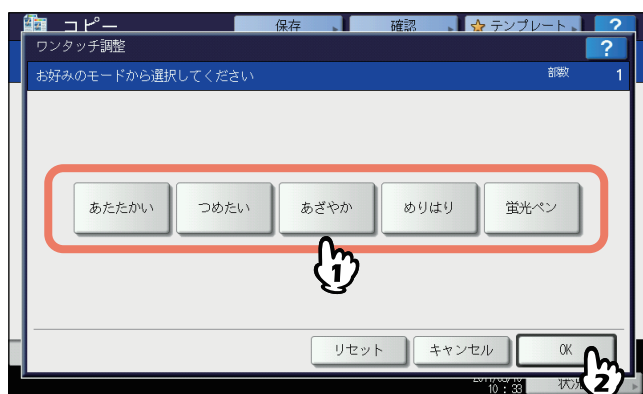 コピー 保存 確認 テンプレート ?
ワンタッチ調整 ?
お好みのモードから選択してください 部数 1
あたたかい つめたい あざやか めりはり 蛍光ペン
1
リセット キャンセル OK
2
10:33 状況